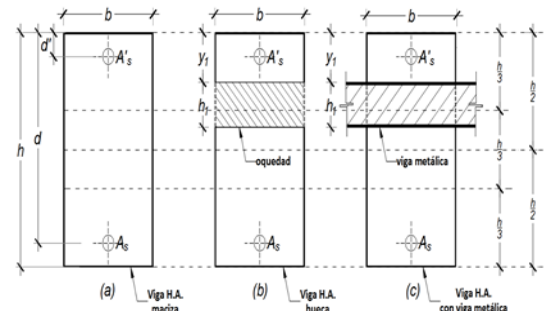 b
b
b
d'
A's
y₁
A's
y₁
A's
h/3
h/2
h
d
h₁
h₁
oquedad
viga metálica
h/3
h/3
h/2
As
As
As
(a)
Viga H.A.
maciza
(b)
Viga H.A.
hueca
(c)
Viga H.A.
con viga metálica